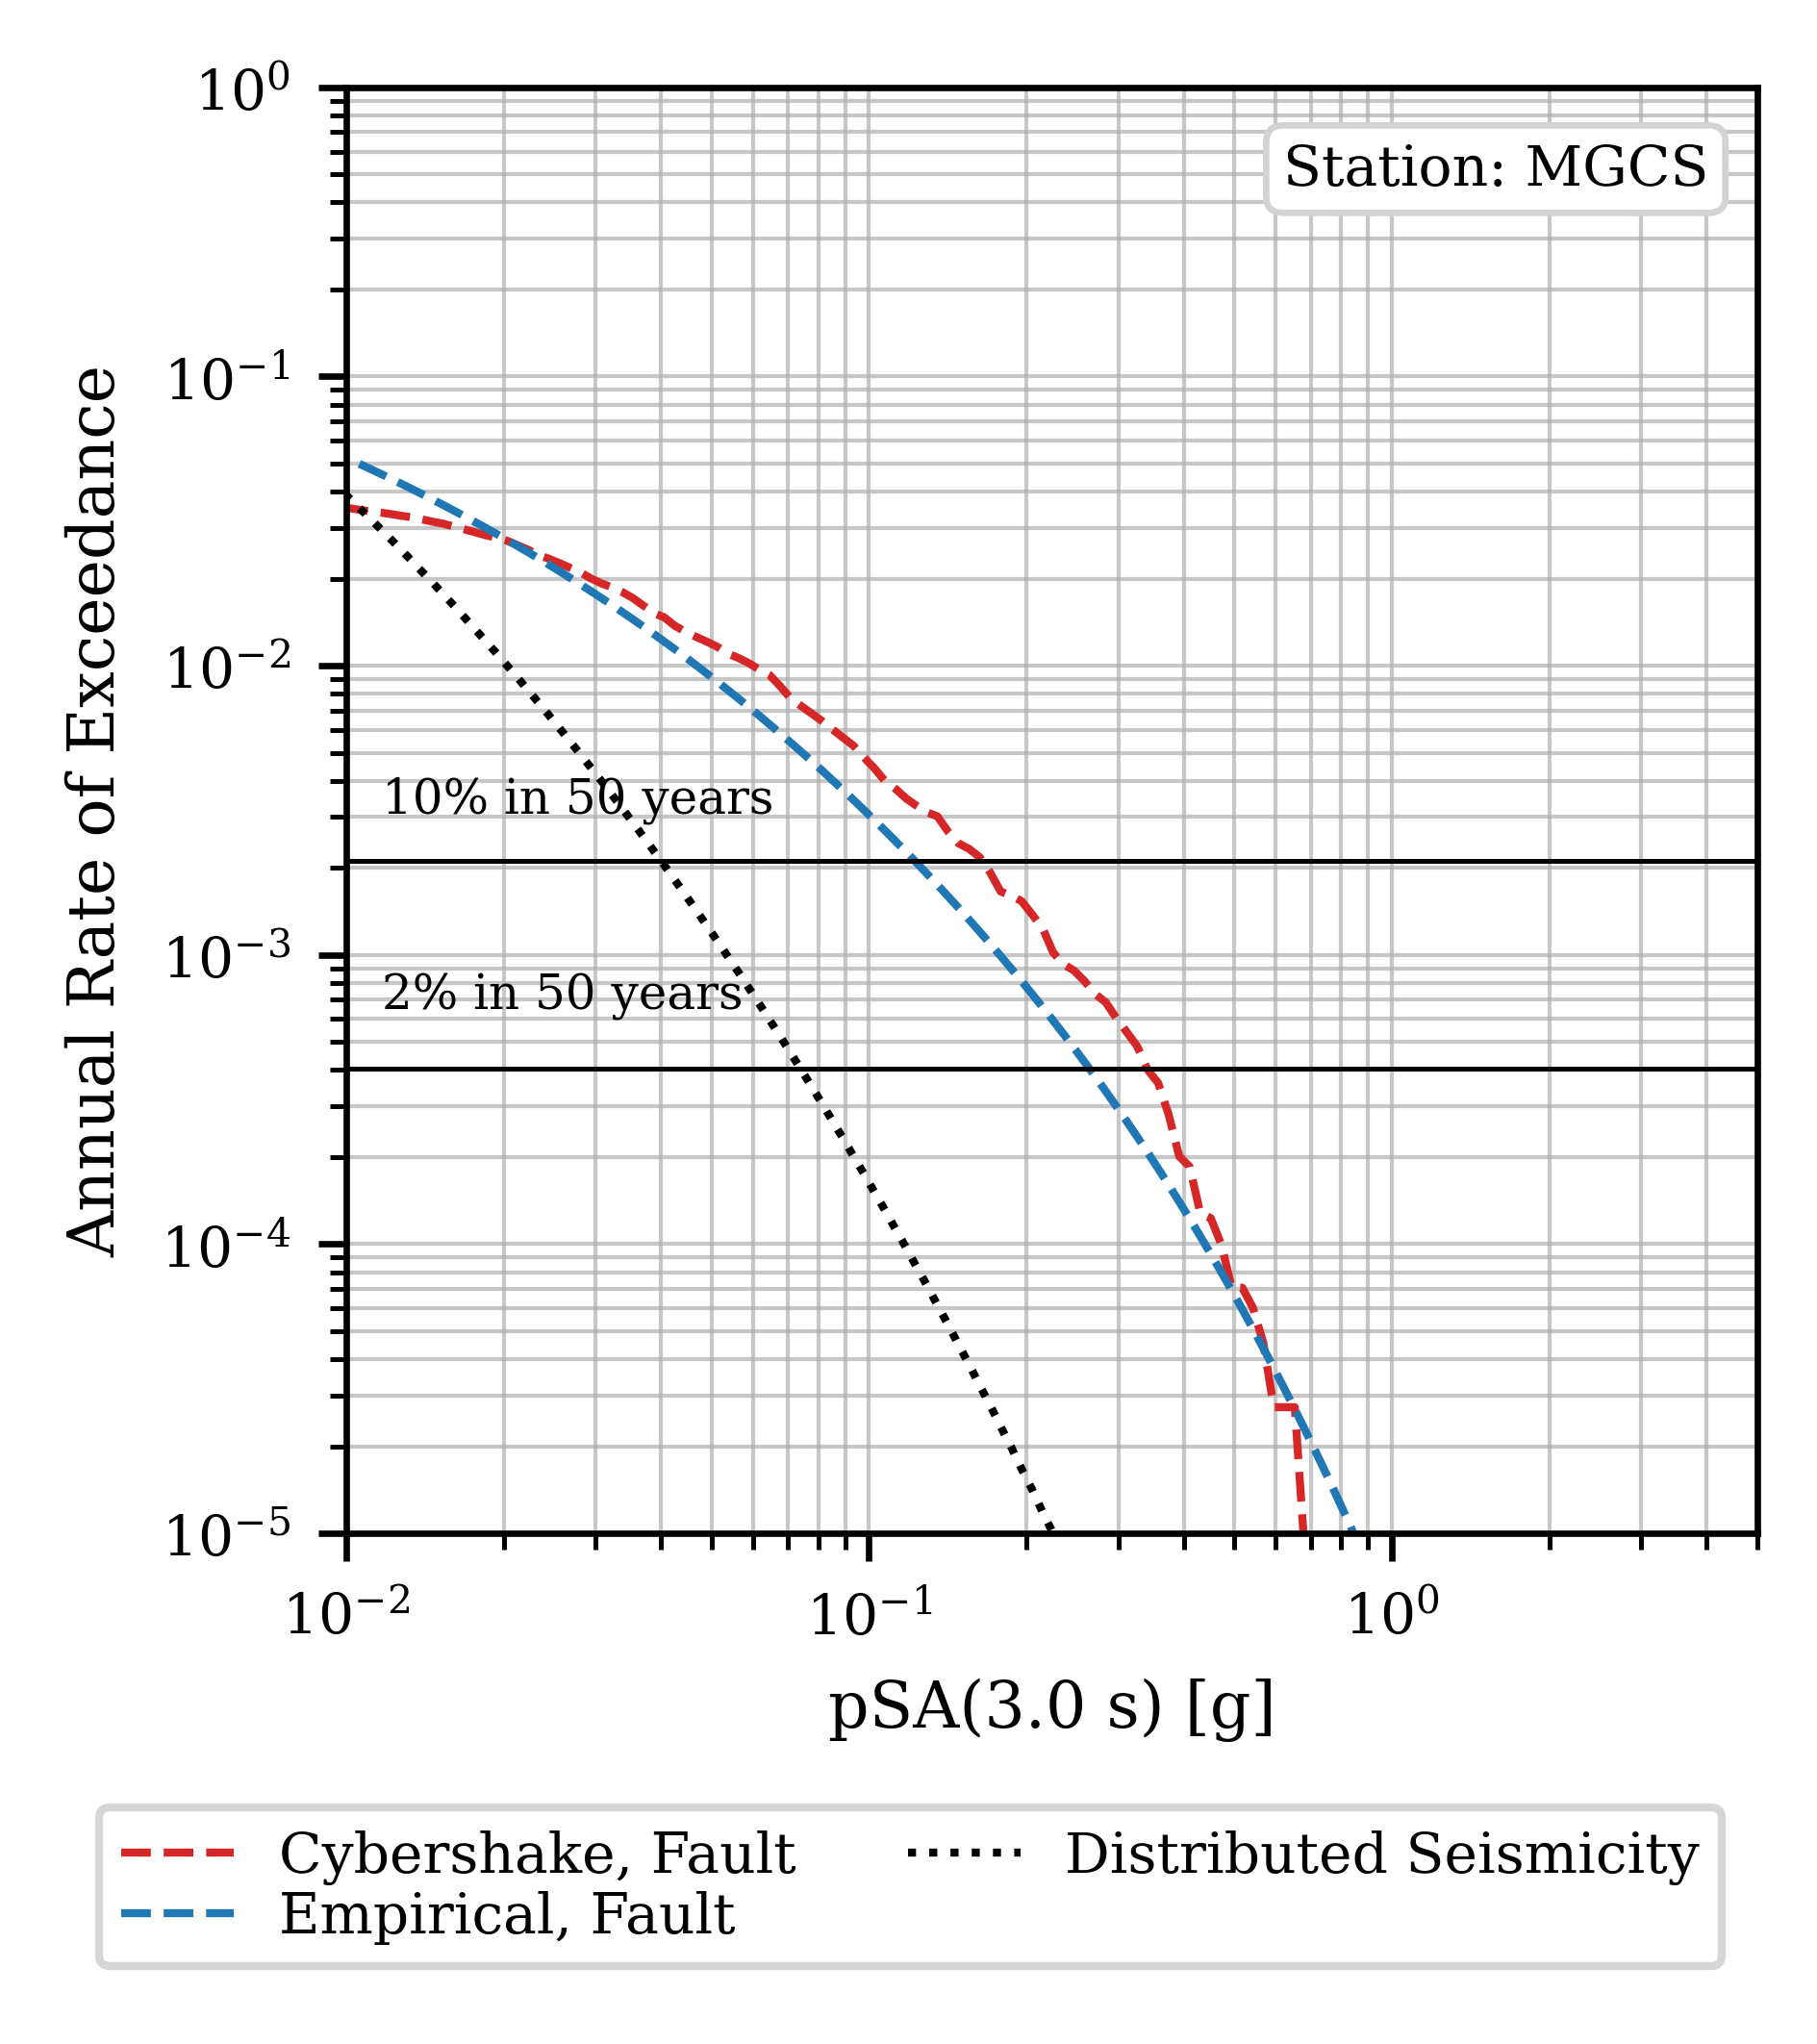 10⁰
10⁻¹
10⁻²
10⁻³
10⁻⁴
10⁻⁵
Annual Rate of Exceedance
Station: MGCS
10% in 50 years
2% in 50 years
10⁻² 10⁻¹ 10⁰
pSA(3.0 s) [g]
Cybershake, Fault
Empirical, Fault
Distributed Seismicity